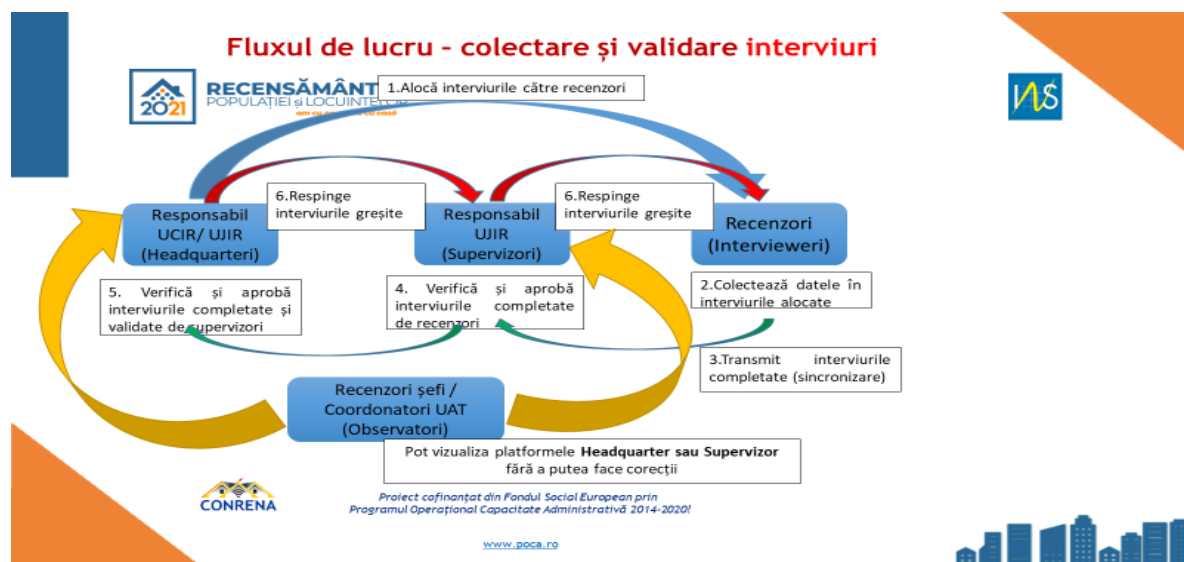 Fluxul de lucru – colectare și validare interviuri
RECENSĂMÂNT
POPULAȚIEI și LOCUINȚELOR
2021
1.Alocă interviurile către recenzori
INS
6.Respinge
interviurile greșite
6.Respinge
interviurile greșite
Responsabil
UCIR/ UJIR
(Headquarteri)
Responsabil
UJIR
(Supervizori)
Recenzori
(Intervieweri)
5. Verifică și aprobă
interviurile completate și
validate de supervizori
4. Verifică și aprobă
interviurile completate
de recenzori
2.Colectează datele în
interviurile alocate
3.Transmit interviurile
completate (sincronizare)
Recenzori șefi /
Coordonatori UAT
(Observatori)
Pot vizualiza platformele Headquarter sau Supervizor
fără a putea face corecții
CONRENA
Proiect cofinanțat din Fondul Social European prin
Programul Operațional Capacitate Administrativă 2014-2020!
www.poca.ro